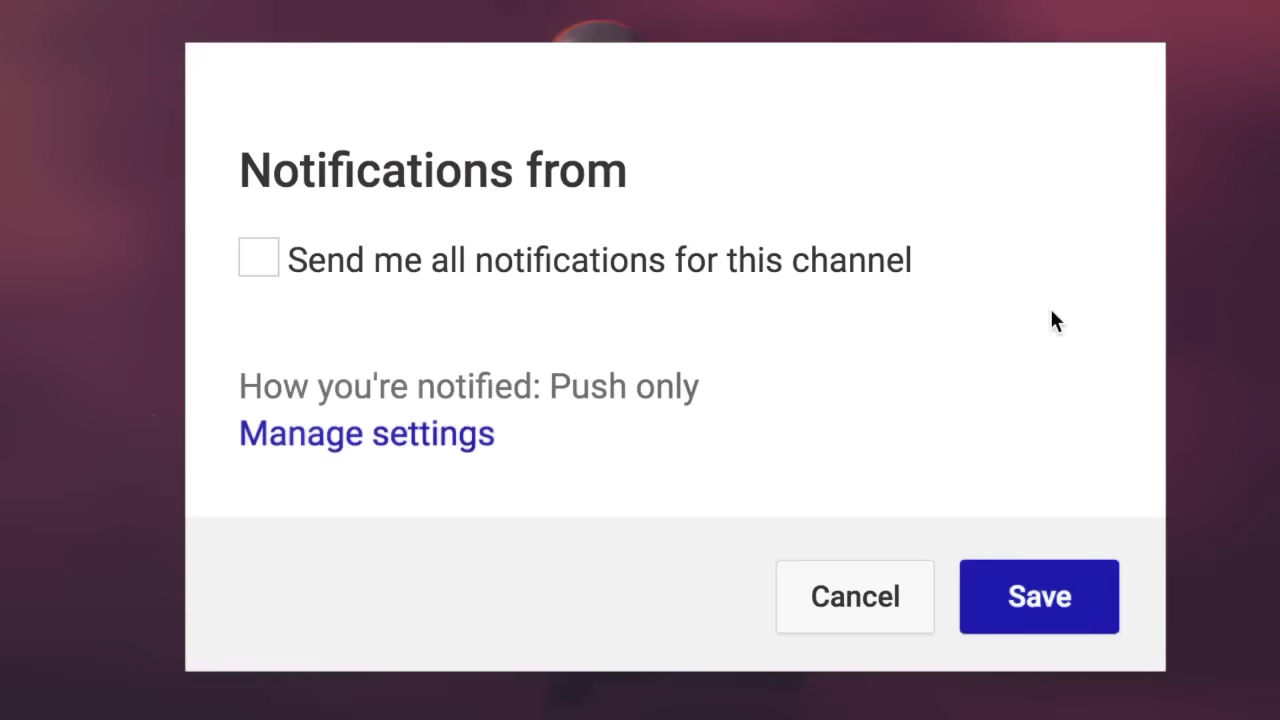 Notifications from
Send me all notifications for this channel
How you're notified: Push only
Manage settings
Cancel
Save